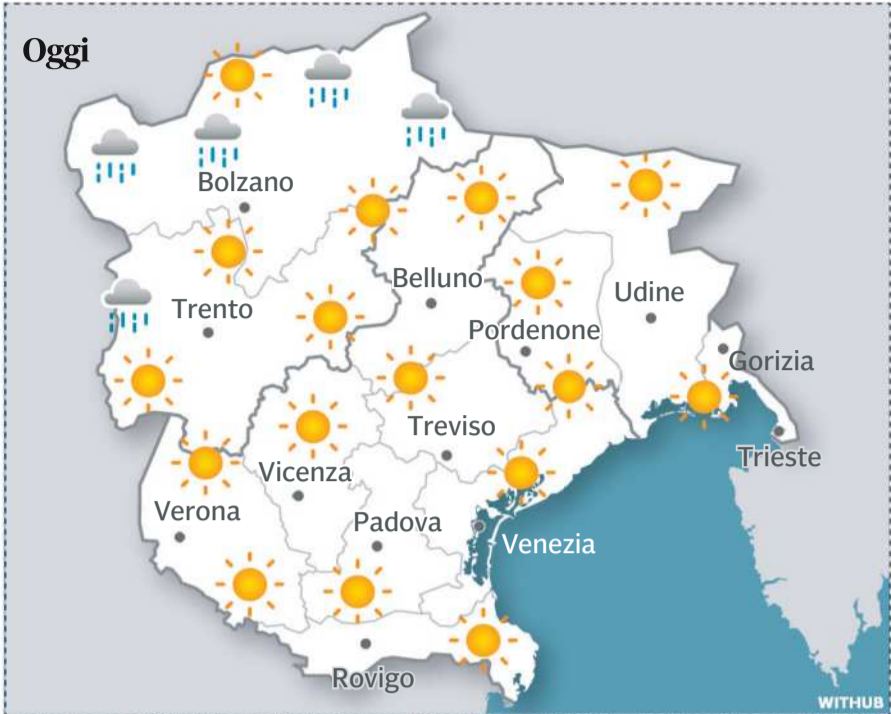 Oggi
Bolzano
Belluno
Udine
Trento
Pordenone
Gorizia
Treviso
Trieste
Vicenza
Verona
Padova
Venezia
Rovigo
WITHUB